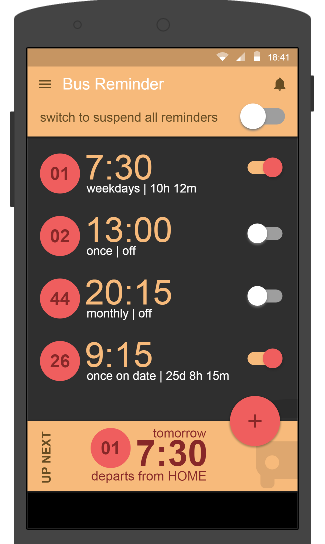 18:41
Bus Reminder
switch to suspend all reminders
01
7:30
weekdays | 10h 12m
02
13:00
once | off
44
20:15
monthly | off
26
9:15
once on date | 25d 8h 15m
+
UP NEXT
01
tomorrow
7:30
departs from HOME